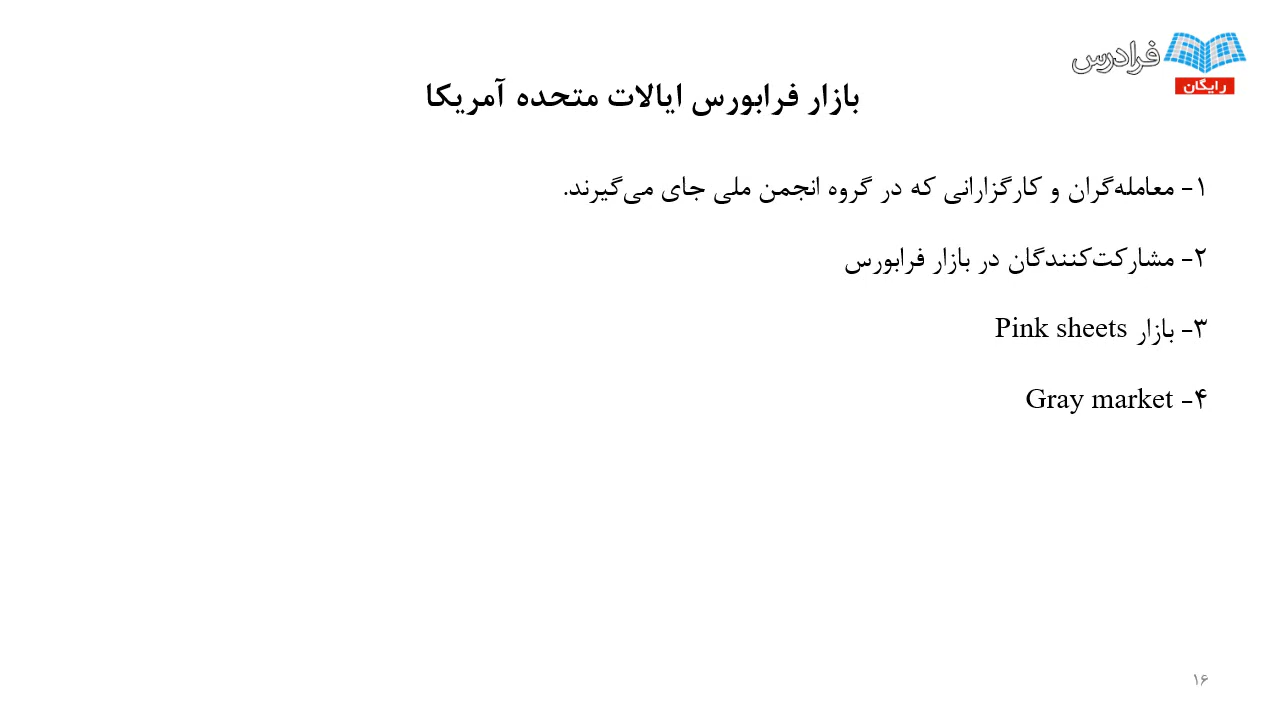 فرادرس
رایگان
بازار فرابورس ایالات متحده آمریکا
۱- معامله‌گران و کارگزارانی که در گروه انجمن ملی جای می‌گیرند.
۲- مشارکت‌کنندگان در بازار فرابورس
۳- بازار Pink sheets
۴- Gray market
۱۶